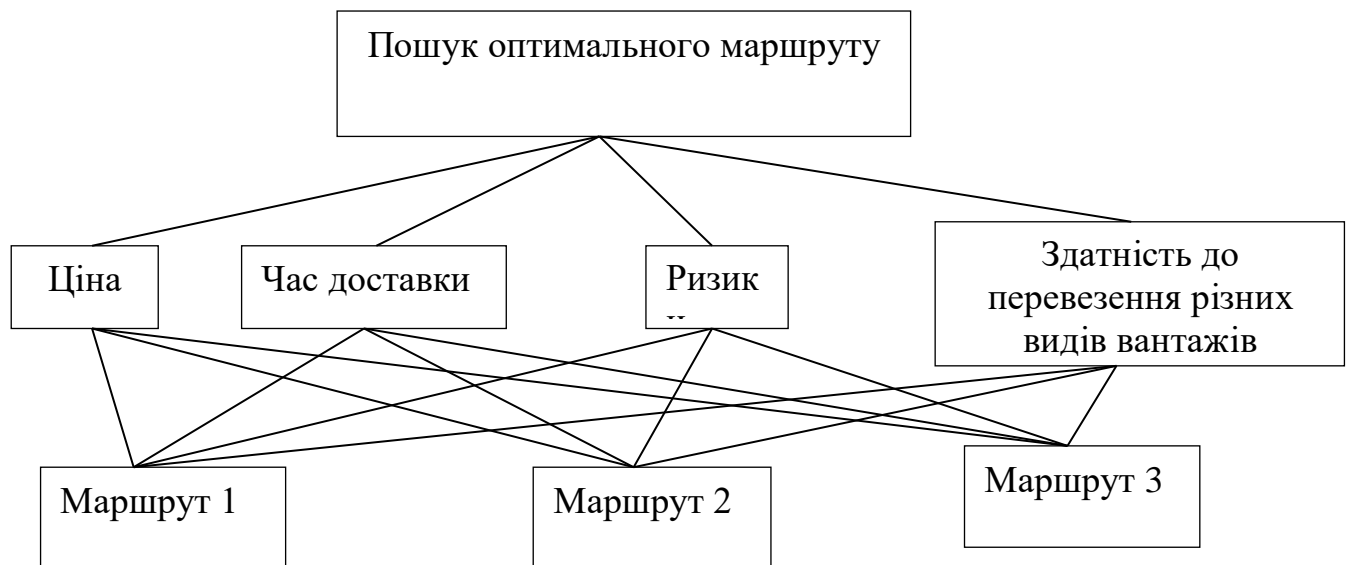 Пошук оптимального маршруту
Ціна
Час доставки
Ризик
Здатність до
перевезення різних
видів вантажів
Маршрут 1
Маршрут 2
Маршрут 3